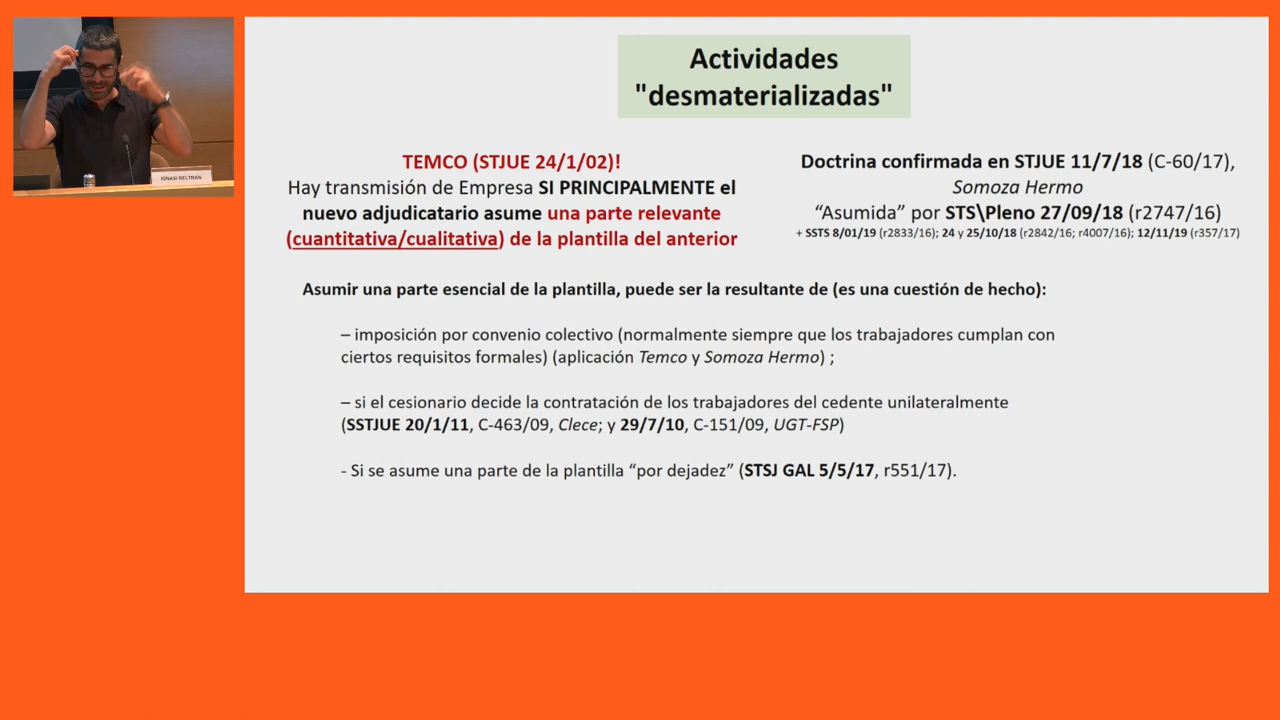 Actividades
"desmaterializadas"
TEMCO (STJUE 24/1/02)!
Hay transmisión de Empresa SI PRINCIPALMENTE el
nuevo adjudicatario asume una parte relevante
(cuantitativa/cualitativa) de la plantilla del anterior
Doctrina confirmada en STJUE 11/7/18 (C-60/17),
Somoza Hermo
“Asumida” por STS\Pleno 27/09/18 (r2747/16)
+ SSTS 8/01/19 (r2833/16); 24 y 25/10/18 (r2842/16; r4007/16); 12/11/19 (r357/17)
Asumir una parte esencial de la plantilla, puede ser la resultante de (es una cuestión de hecho):
– imposición por convenio colectivo (normalmente siempre que los trabajadores cumplan con
ciertos requisitos formales) (aplicación Temco y Somoza Hermo) ;
– si el cesionario decide la contratación de los trabajadores del cedente unilateralmente
(SSTJUE 20/1/11, C-463/09, Clece; y 29/7/10, C-151/09, UGT-FSP)
- Si se asume una parte de la plantilla “por dejadez” (STSJ GAL 5/5/17, r551/17).
IGNASI BELTRAN